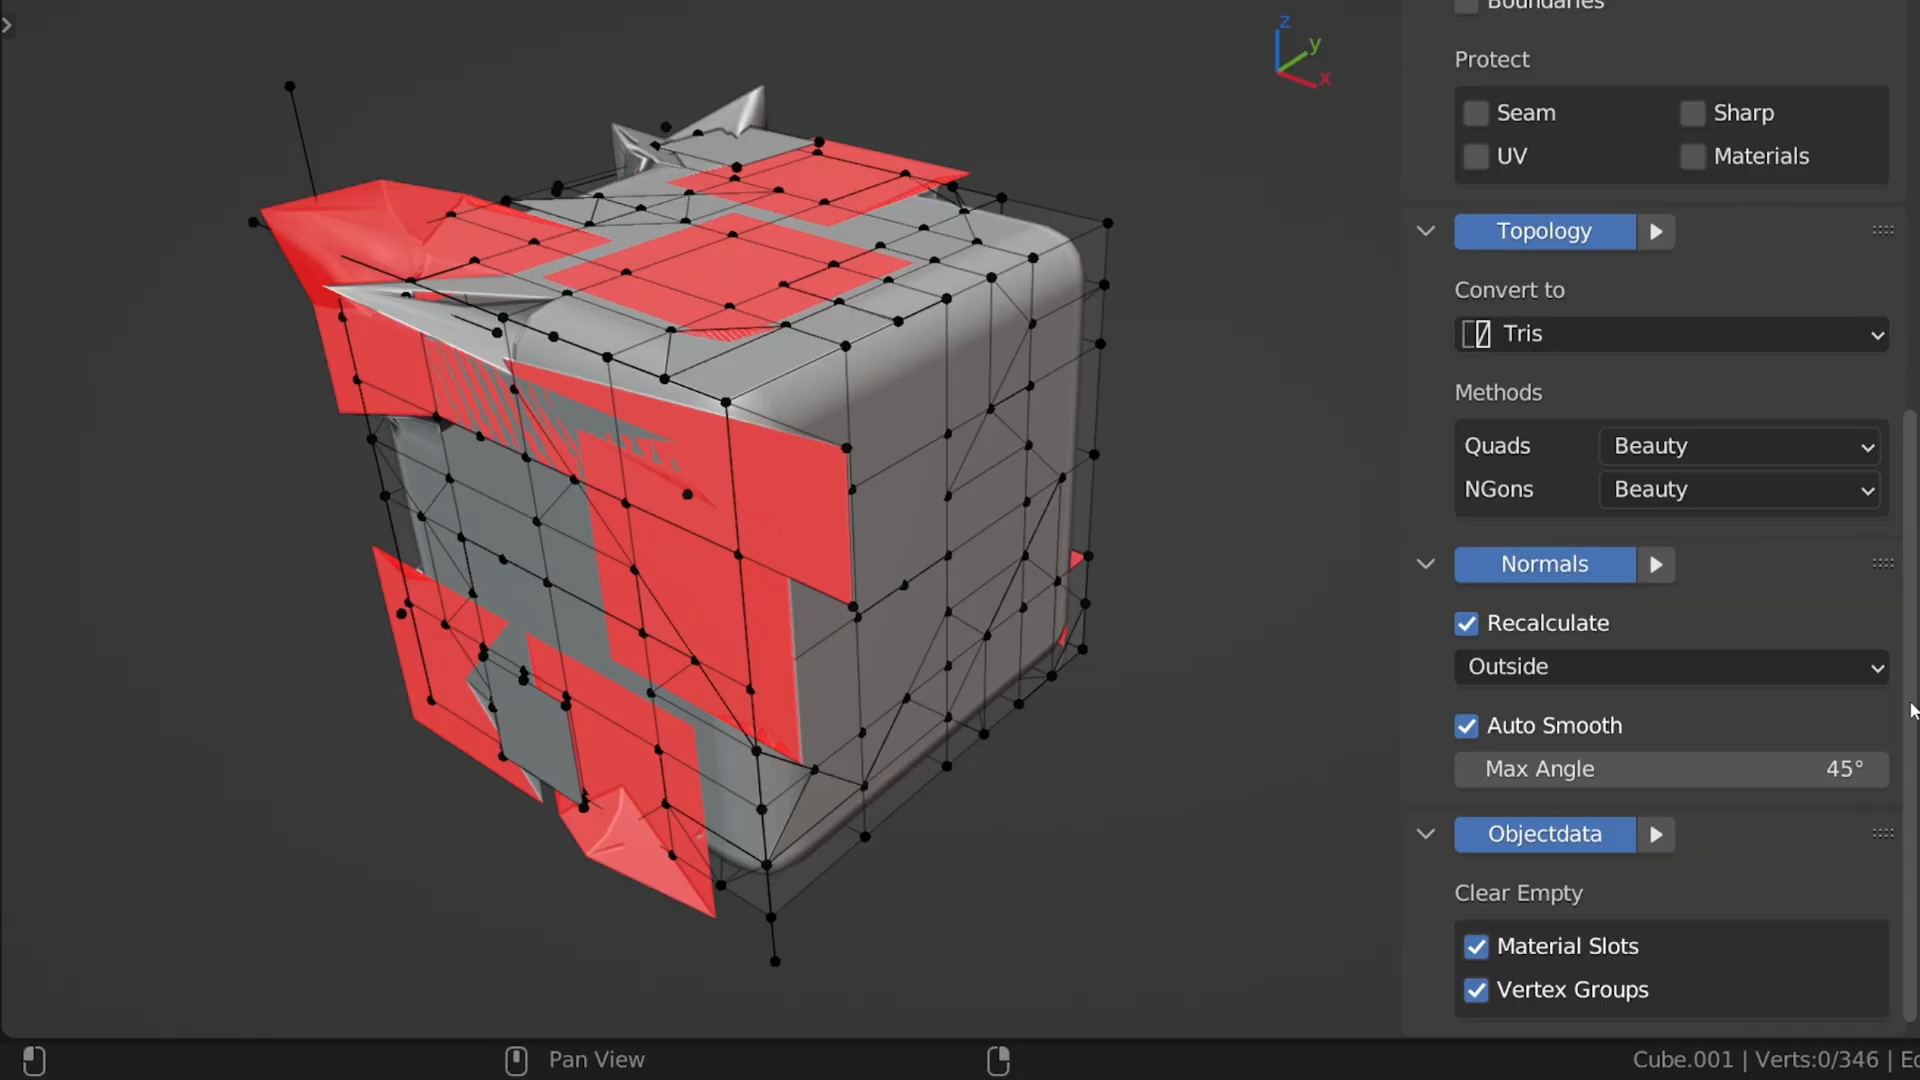 Boundaries
z
y
x
Protect
Seam
Sharp
UV
Materials
Topology
Convert to
Tris
Methods
Quads
Beauty
NGons
Beauty
Normals
Recalculate
Outside
Auto Smooth
Max Angle 45°
Objectdata
Clear Empty
Material Slots
Vertex Groups
Pan View
Cube.001 | Verts:0/346 |